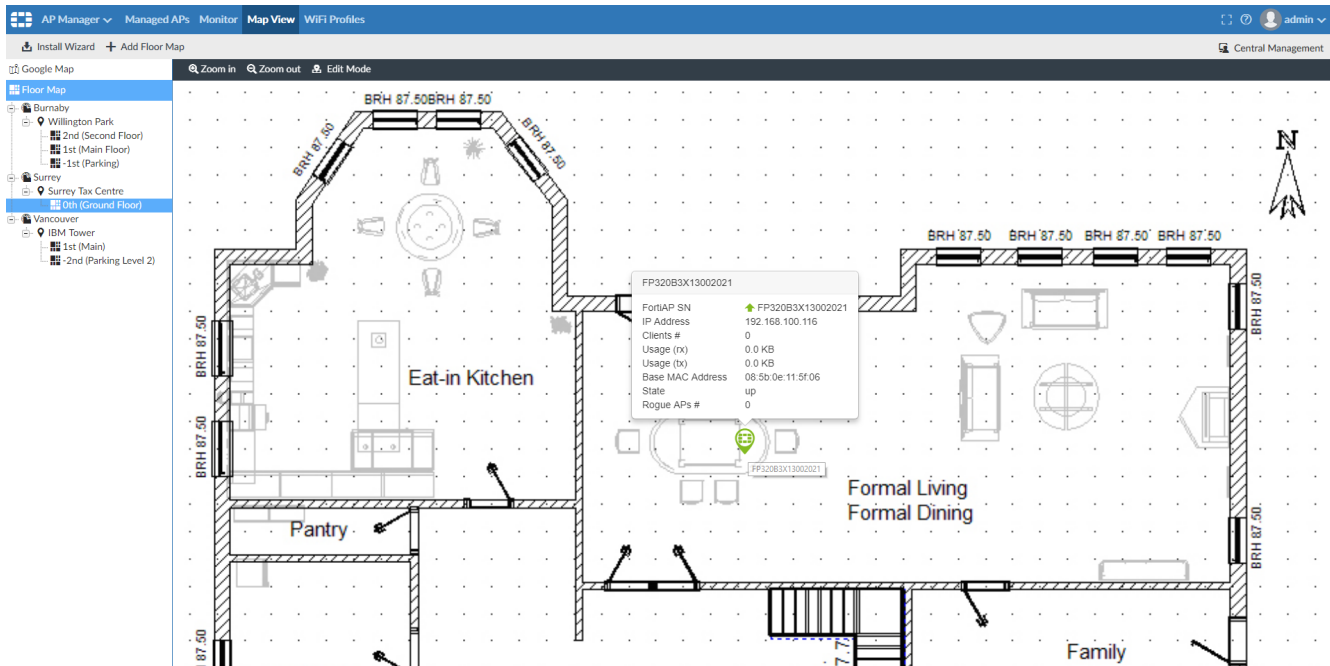 AP Manager Managed APs Monitor Map View WiFi Profiles admin
Install Wizard + Add Floor Map Central Management
Google Map
Zoom in Zoom out Edit Mode
Floor Map
Burnaby
Willington Park
2nd (Second Floor)
1st (Main Floor)
-1st (Parking)
Surrey
Surrey Tax Centre
0th (Ground Floor)
Vancouver
IBM Tower
1st (Main)
-2nd (Parking Level 2)
BRH 87.50 BRH 87.50
BRH 87.50
BRH 87.50
N
BRH 87.50 BRH 87.50 BRH 87.50 BRH 87.50
BRH 87.50
FP320B3X13002021
FortiAP SN FP320B3X13002021
IP Address 192.168.100.116
Clients # 0
Usage (rx) 0.0 KB
Usage (tx) 0.0 KB
Base MAC Address 08:5b:0e:11:5f:06
State up
Rogue APs # 0
BRH 87.50
Eat-in Kitchen
BRH 87.50
FP320B3X13002021
Formal Living
Formal Dining
Pantry
BRH 87.50
Family
87.50